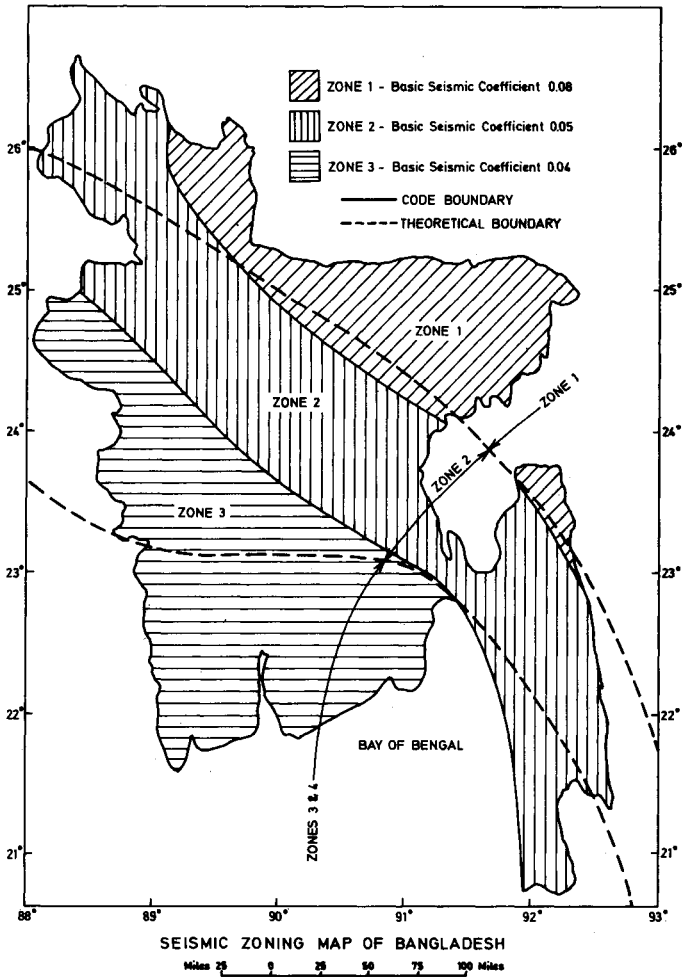 ZONE 1 - Basic Seismic Coefficient 0.08
ZONE 2 - Basic Seismic Coefficient 0.05
ZONE 3 - Basic Seismic Coefficient 0.04
CODE BOUNDARY
THEORETICAL BOUNDARY
26° 26°
25° 25°
ZONE 1
ZONE 1
ZONE 2
24° 24°
ZONE 2
ZONE 3
23° 23°
22° 22°
BAY OF BENGAL
ZONES 3 & 4
21° 21°
88° 89° 90° 91° 92° 93°
SEISMIC ZONING MAP OF BANGLADESH
Miles 25 0 25 50 75 100 Miles